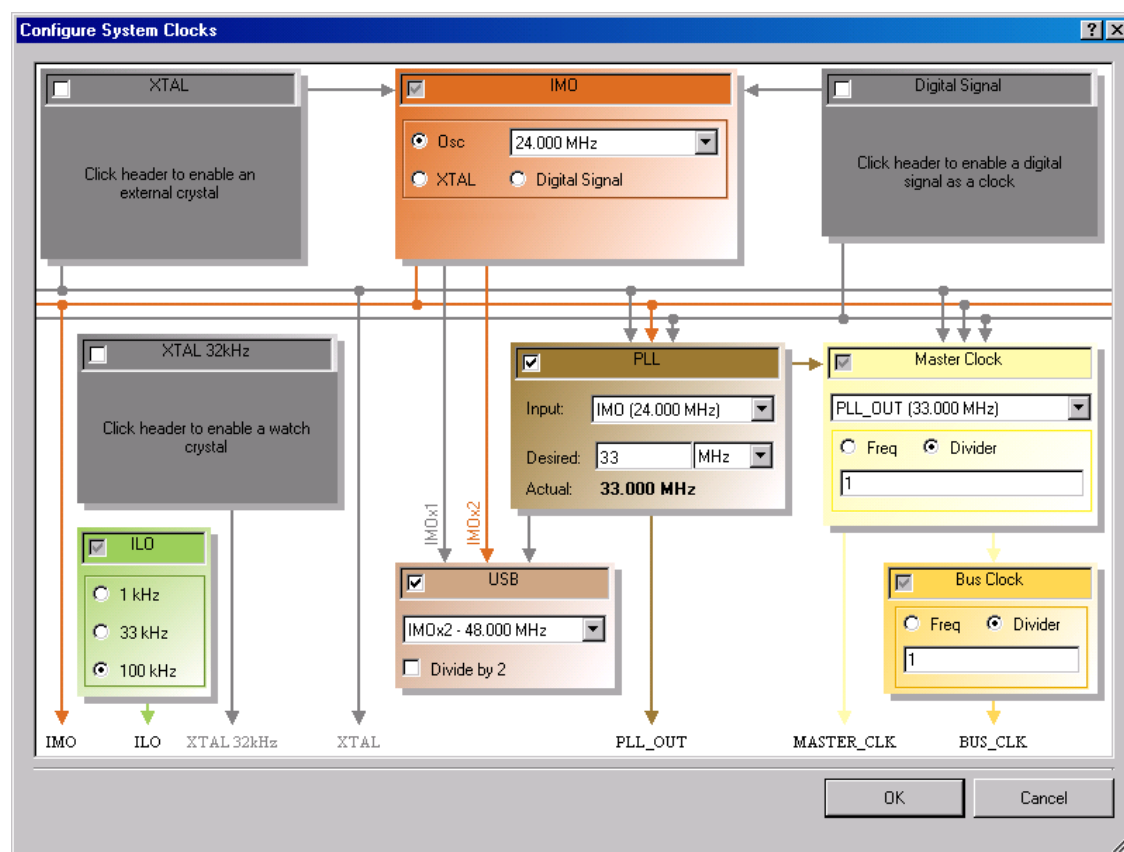 Configure System Clocks
XTAL
Click header to enable an
external crystal
IMO
Osc
24.000 MHz
XTAL
Digital Signal
Digital Signal
Click header to enable a digital
signal as a clock
XTAL 32kHz
Click header to enable a watch
crystal
PLL
Input:
IMO (24.000 MHz)
Desired:
33
MHz
Actual:
33.000 MHz
Master Clock
PLL_OUT (33.000 MHz)
Freq
Divider
1
IMOx1
IMOx2
ILO
1 kHz
33 kHz
100 kHz
USB
IMOx2 - 48.000 MHz
Divide by 2
Bus Clock
Freq
Divider
1
IMO
ILO
XTAL 32kHz
XTAL
PLL_OUT
MASTER_CLK
BUS_CLK
OK
Cancel